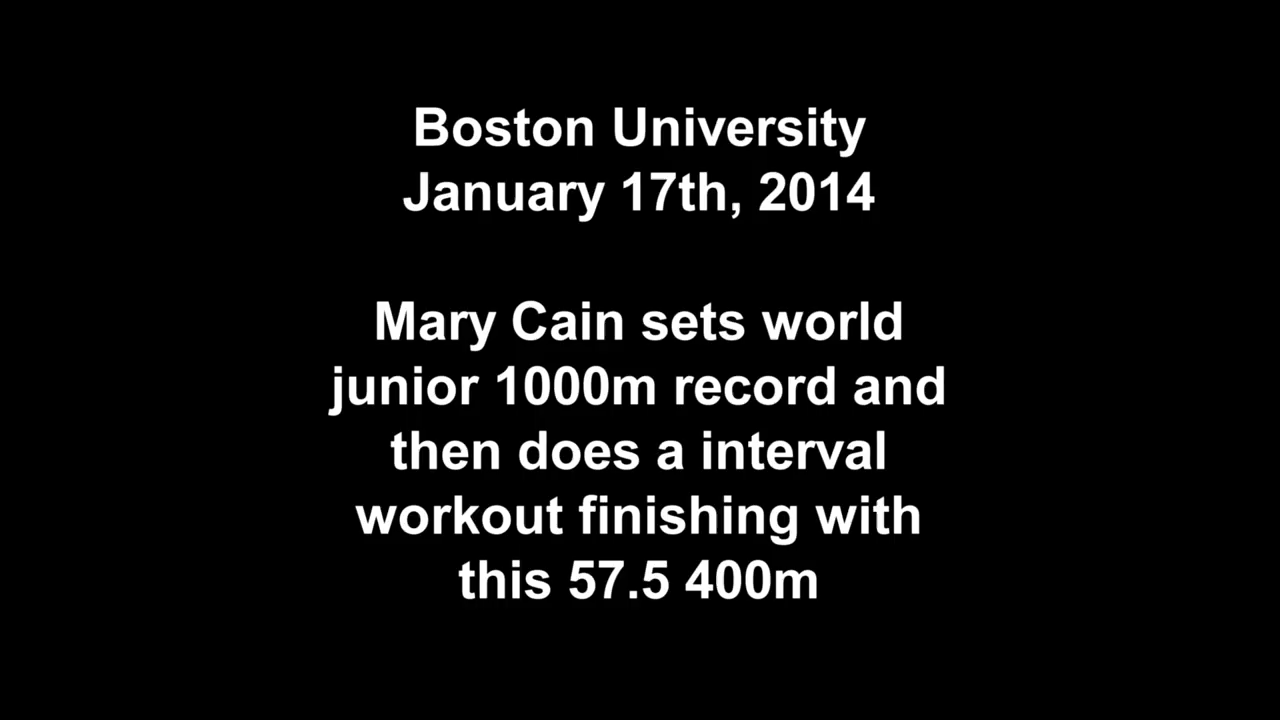 Boston University
January 17th, 2014
Mary Cain sets world
junior 1000m record and
then does a interval
workout finishing with
this 57.5 400m